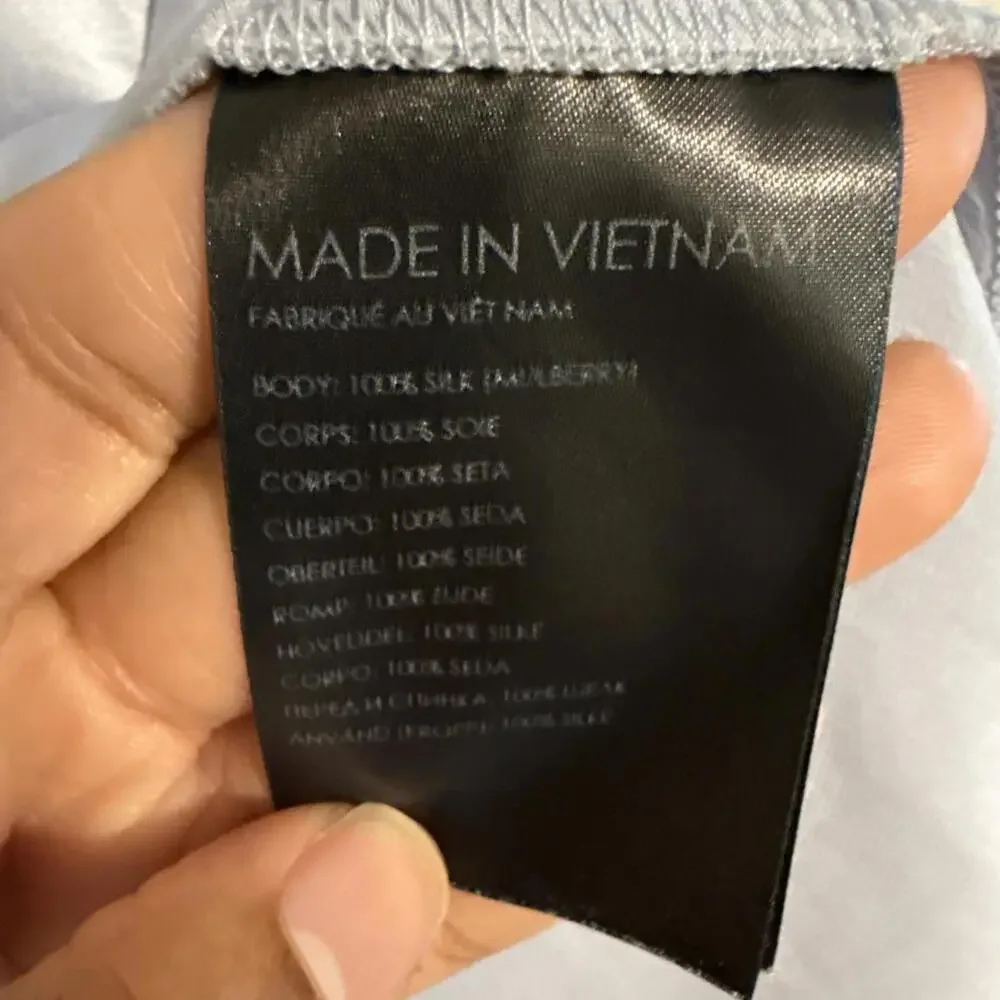 MADE IN VIETNAM
FABRIQUÉ AU VIÊT NAM
BODY: 100% SILK (MULBERRY)
CORPS: 100% SOIE
CORPO: 100% SETA
CUERPO: 100% SEDA
OBERTEIL: 100% SEIDE
ROMP: 100% ZIJDE
HOVEDDEL: 100% SILKE
CORPO: 100% SEDA
ПЕРЕД И СПИНКА: 100% ШЕЛК
100% SILKE